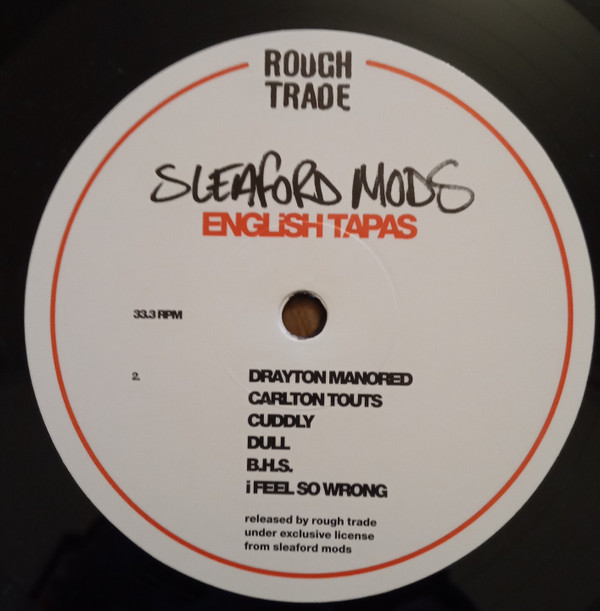 ROUGH
TRADE
SLEAFORD MODS
ENGLiSH TAPAS
33.3 RPM
2.
DRAYTON MANORED
CARLTON TOUTS
CUDDLY
DULL
B.H.S.
i FEEL SO WRONG
released by rough trade
under exclusive license
from sleaford mods